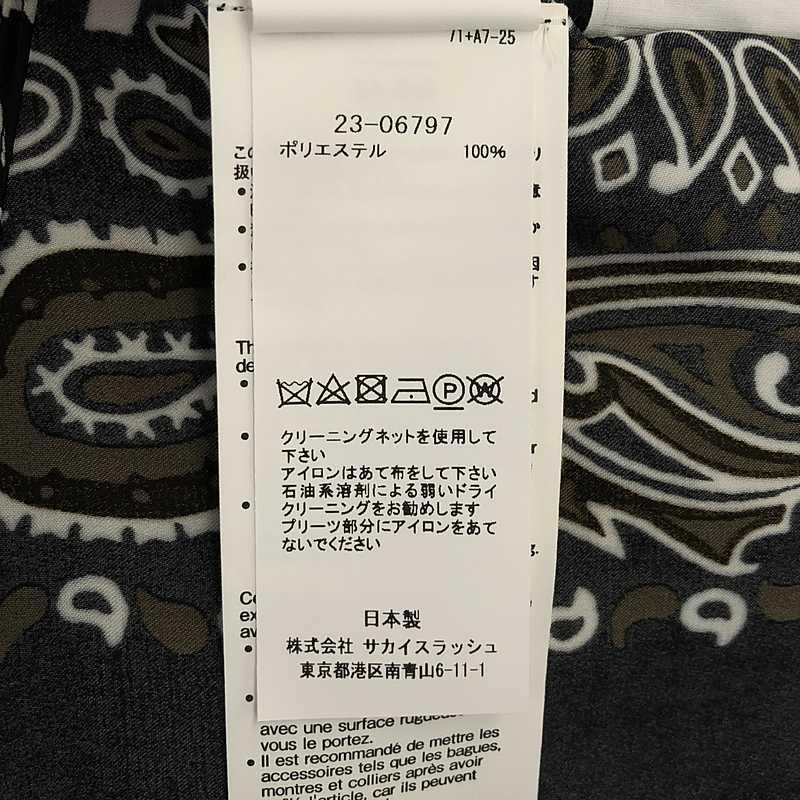 71+A7-25
23-06797
ポリエステル 100%
クリーニングネットを使用して
下さい
アイロンはあて布をして下さい
石油系溶剤による弱いドライ
クリーニングをお勧めします
プリーツ部分にアイロンをあて
ないでください
日本製
株式会社 サカイスラッシュ
東京都港区南青山6-11-1
avec une surface
vous le portez.
• Il est recommandé de mettre les
accessoires tels que les bagues,
montres et colliers après avoir
l'article, car ils peuvent